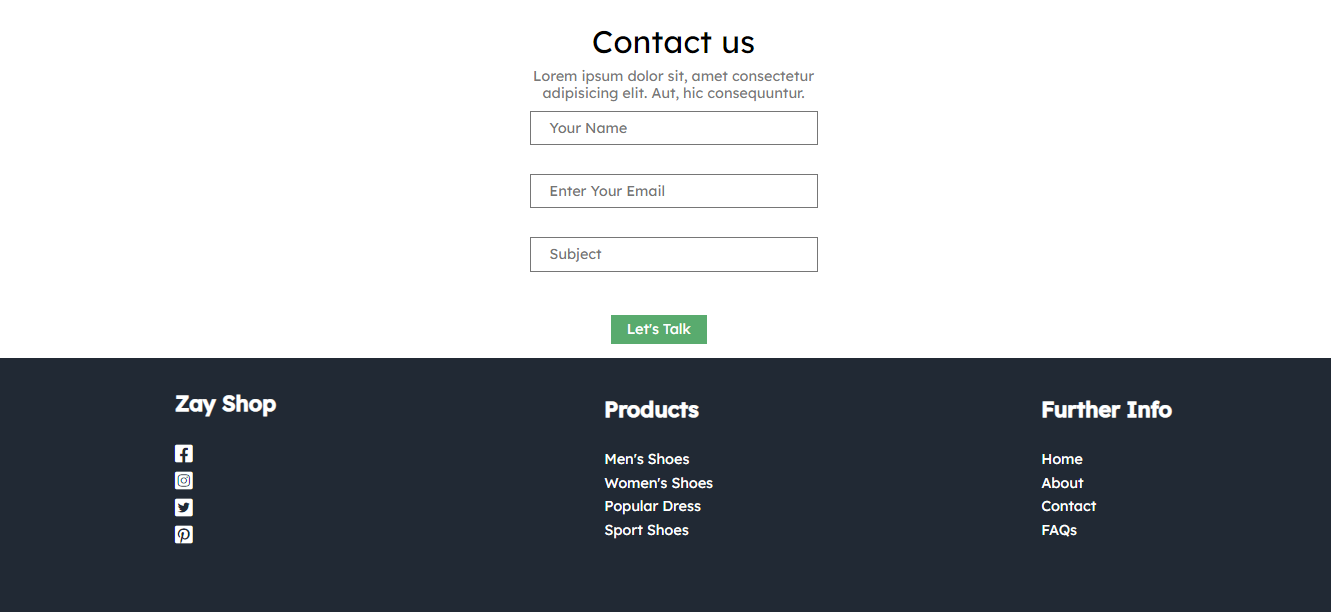 Contact us
Lorem ipsum dolor sit, amet consectetur
adipisicing elit. Aut, hic consequuntur.
Your Name
Enter Your Email
Subject
Let's Talk
Zay Shop
Products
Men's Shoes
Women's Shoes
Popular Dress
Sport Shoes
Further Info
Home
About
Contact
FAQs